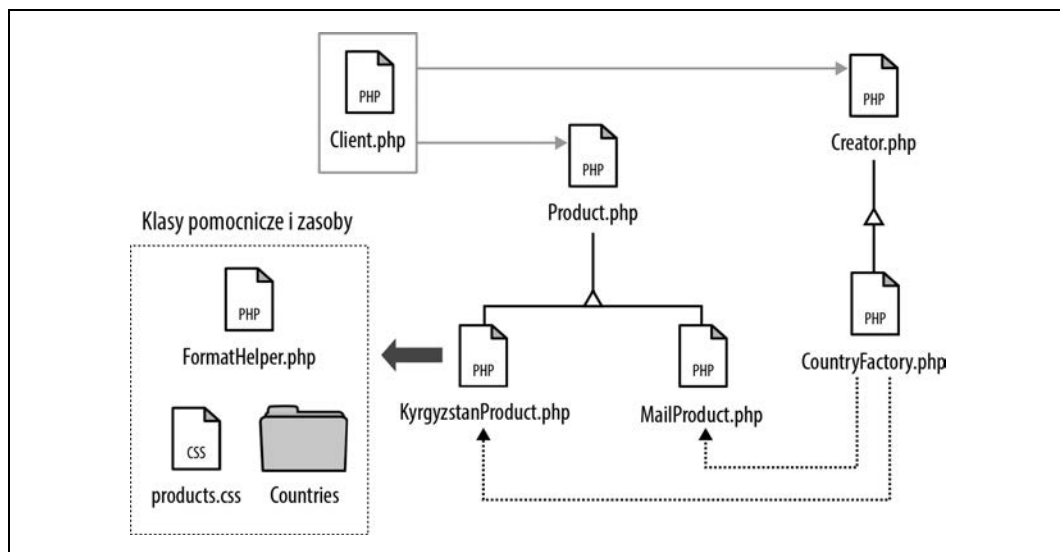 PHP
Client.php
PHP
Creator.php
PHP
Product.php
Klasy pomocnicze i zasoby
PHP
FormatHelper.php
PHP
KyrgyzstanProduct.php
PHP
MailProduct.php
PHP
CountryFactory.php
CSS
products.css
Countries